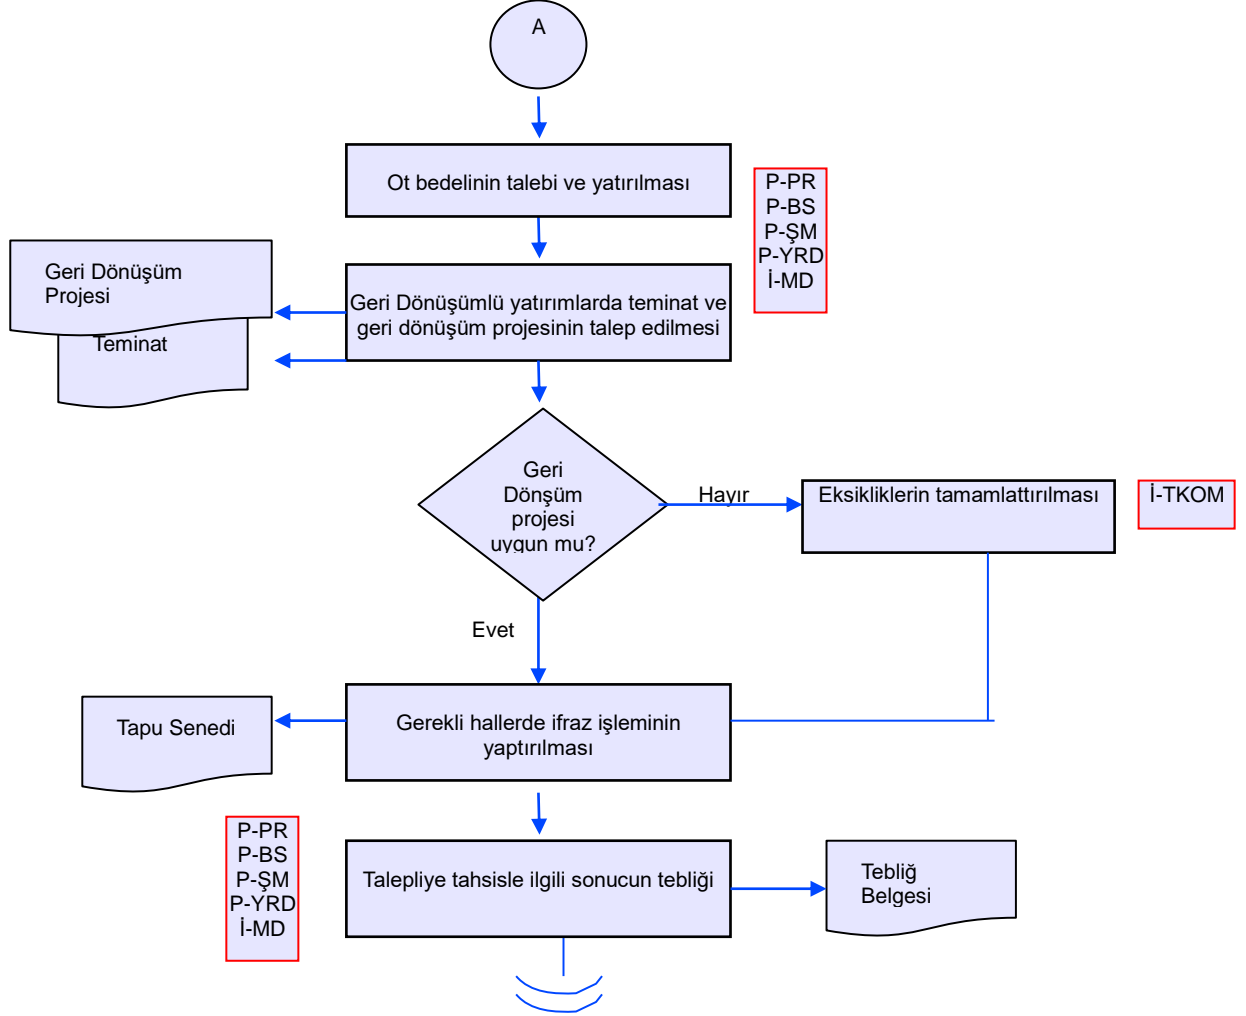 A
Ot bedelinin talebi ve yatırılması
P-PR
P-BS
P-ŞM
P-YRD
İ-MD
Geri Dönüşüm
Projesi
Teminat
Geri Dönüşümlü yatırımlarda teminat ve
geri dönüşüm projesinin talep edilmesi
Geri
Dönşüm
projesi
uygun mu?
Hayır
Eksikliklerin tamamlattırılması
İ-TKOM
Evet
Tapu Senedi
Gerekli hallerde ifraz işleminin
yaptırılması
P-PR
P-BS
P-ŞM
P-YRD
İ-MD
Talepliye tahsisle ilgili sonucun tebliği
Tebliğ
Belgesi